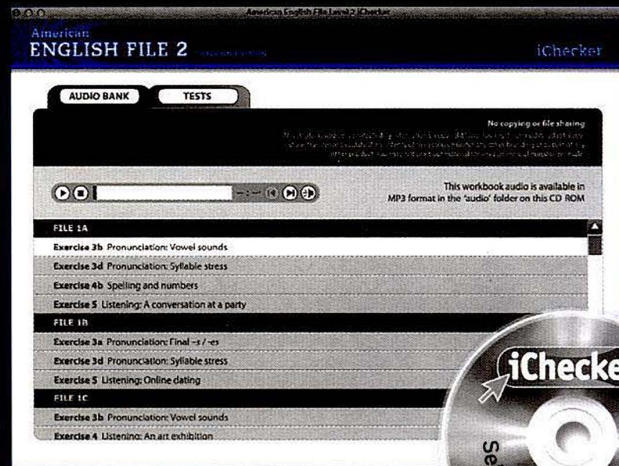 American English File Level 2 iChecker
American
ENGLISH FILE 2
iChecker
AUDIO BANK
TESTS
No copying or file sharing
This workbook audio is available in
MP3 format in the 'audio' folder on this CD ROM
FILE 1A
Exercise 3b Pronunciation: Vowel sounds
Exercise 3d Pronunciation: Syllable stress
Exercise 4b Spelling and numbers
Exercise 5 Listening: A conversation at a party
FILE 1B
Exercise 3a Pronunciation: Final –s / -es
Exercise 3d Pronunciation: Syllable stress
Exercise 5 Listening: Online dating
FILE 1C
Exercise 3b Pronunciation: Vowel sounds
Exercise 4 Listening: An art exhibition
iChecke
Se